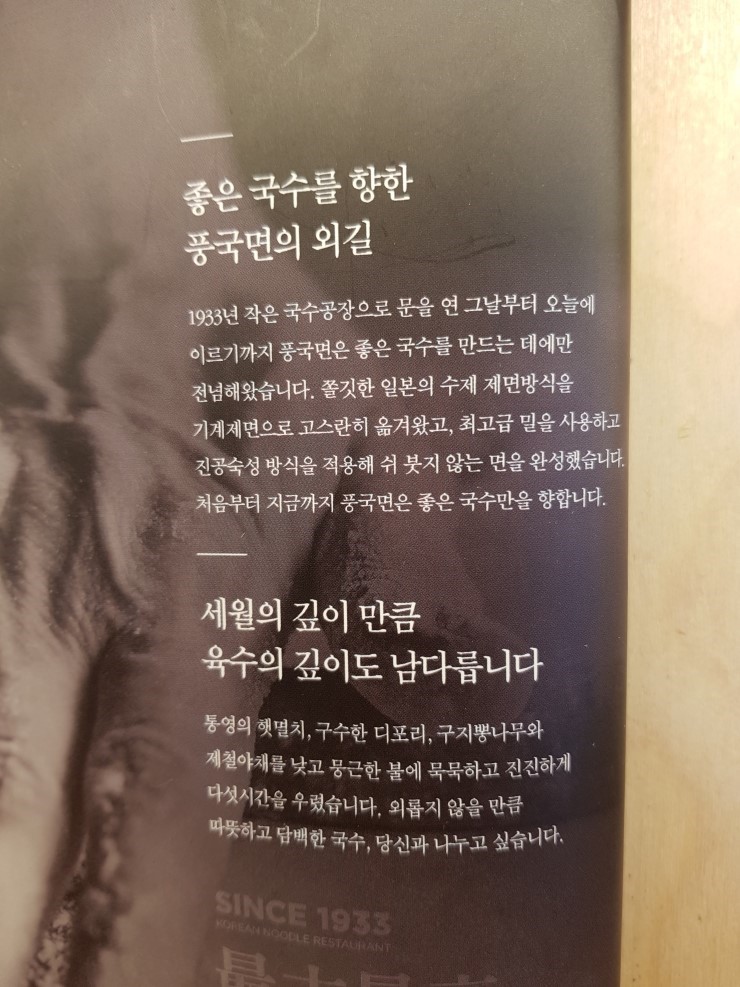 좋은 국수를 향한
풍국면의 외길
1933년 작은 국수공장으로 문을 연 그날부터 오늘에
이르기까지 풍국면은 좋은 국수를 만드는 데에만
전념해왔습니다. 쫄깃한 일본의 수제 제면방식을
기계제면으로 고스란히 옮겨왔고, 최고급 밀을 사용하고
진공숙성 방식을 적용해 쉬 붓지 않는 면을 완성했습니다.
처음부터 지금까지 풍국면은 좋은 국수만을 향합니다.
세월의 깊이 만큼
육수의 깊이도 남다릅니다
통영의 햇멸치, 구수한 디포리, 구지뽕나무와
제철야채를 낮고 뭉근한 불에 묵묵하고 진진하게
다섯시간을 우렸습니다. 외롭지 않을 만큼
따뜻하고 담백한 국수, 당신과 나누고 싶습니다.
SINCE 1933
KOREAN NOODLE RESTAURANT
最古最高